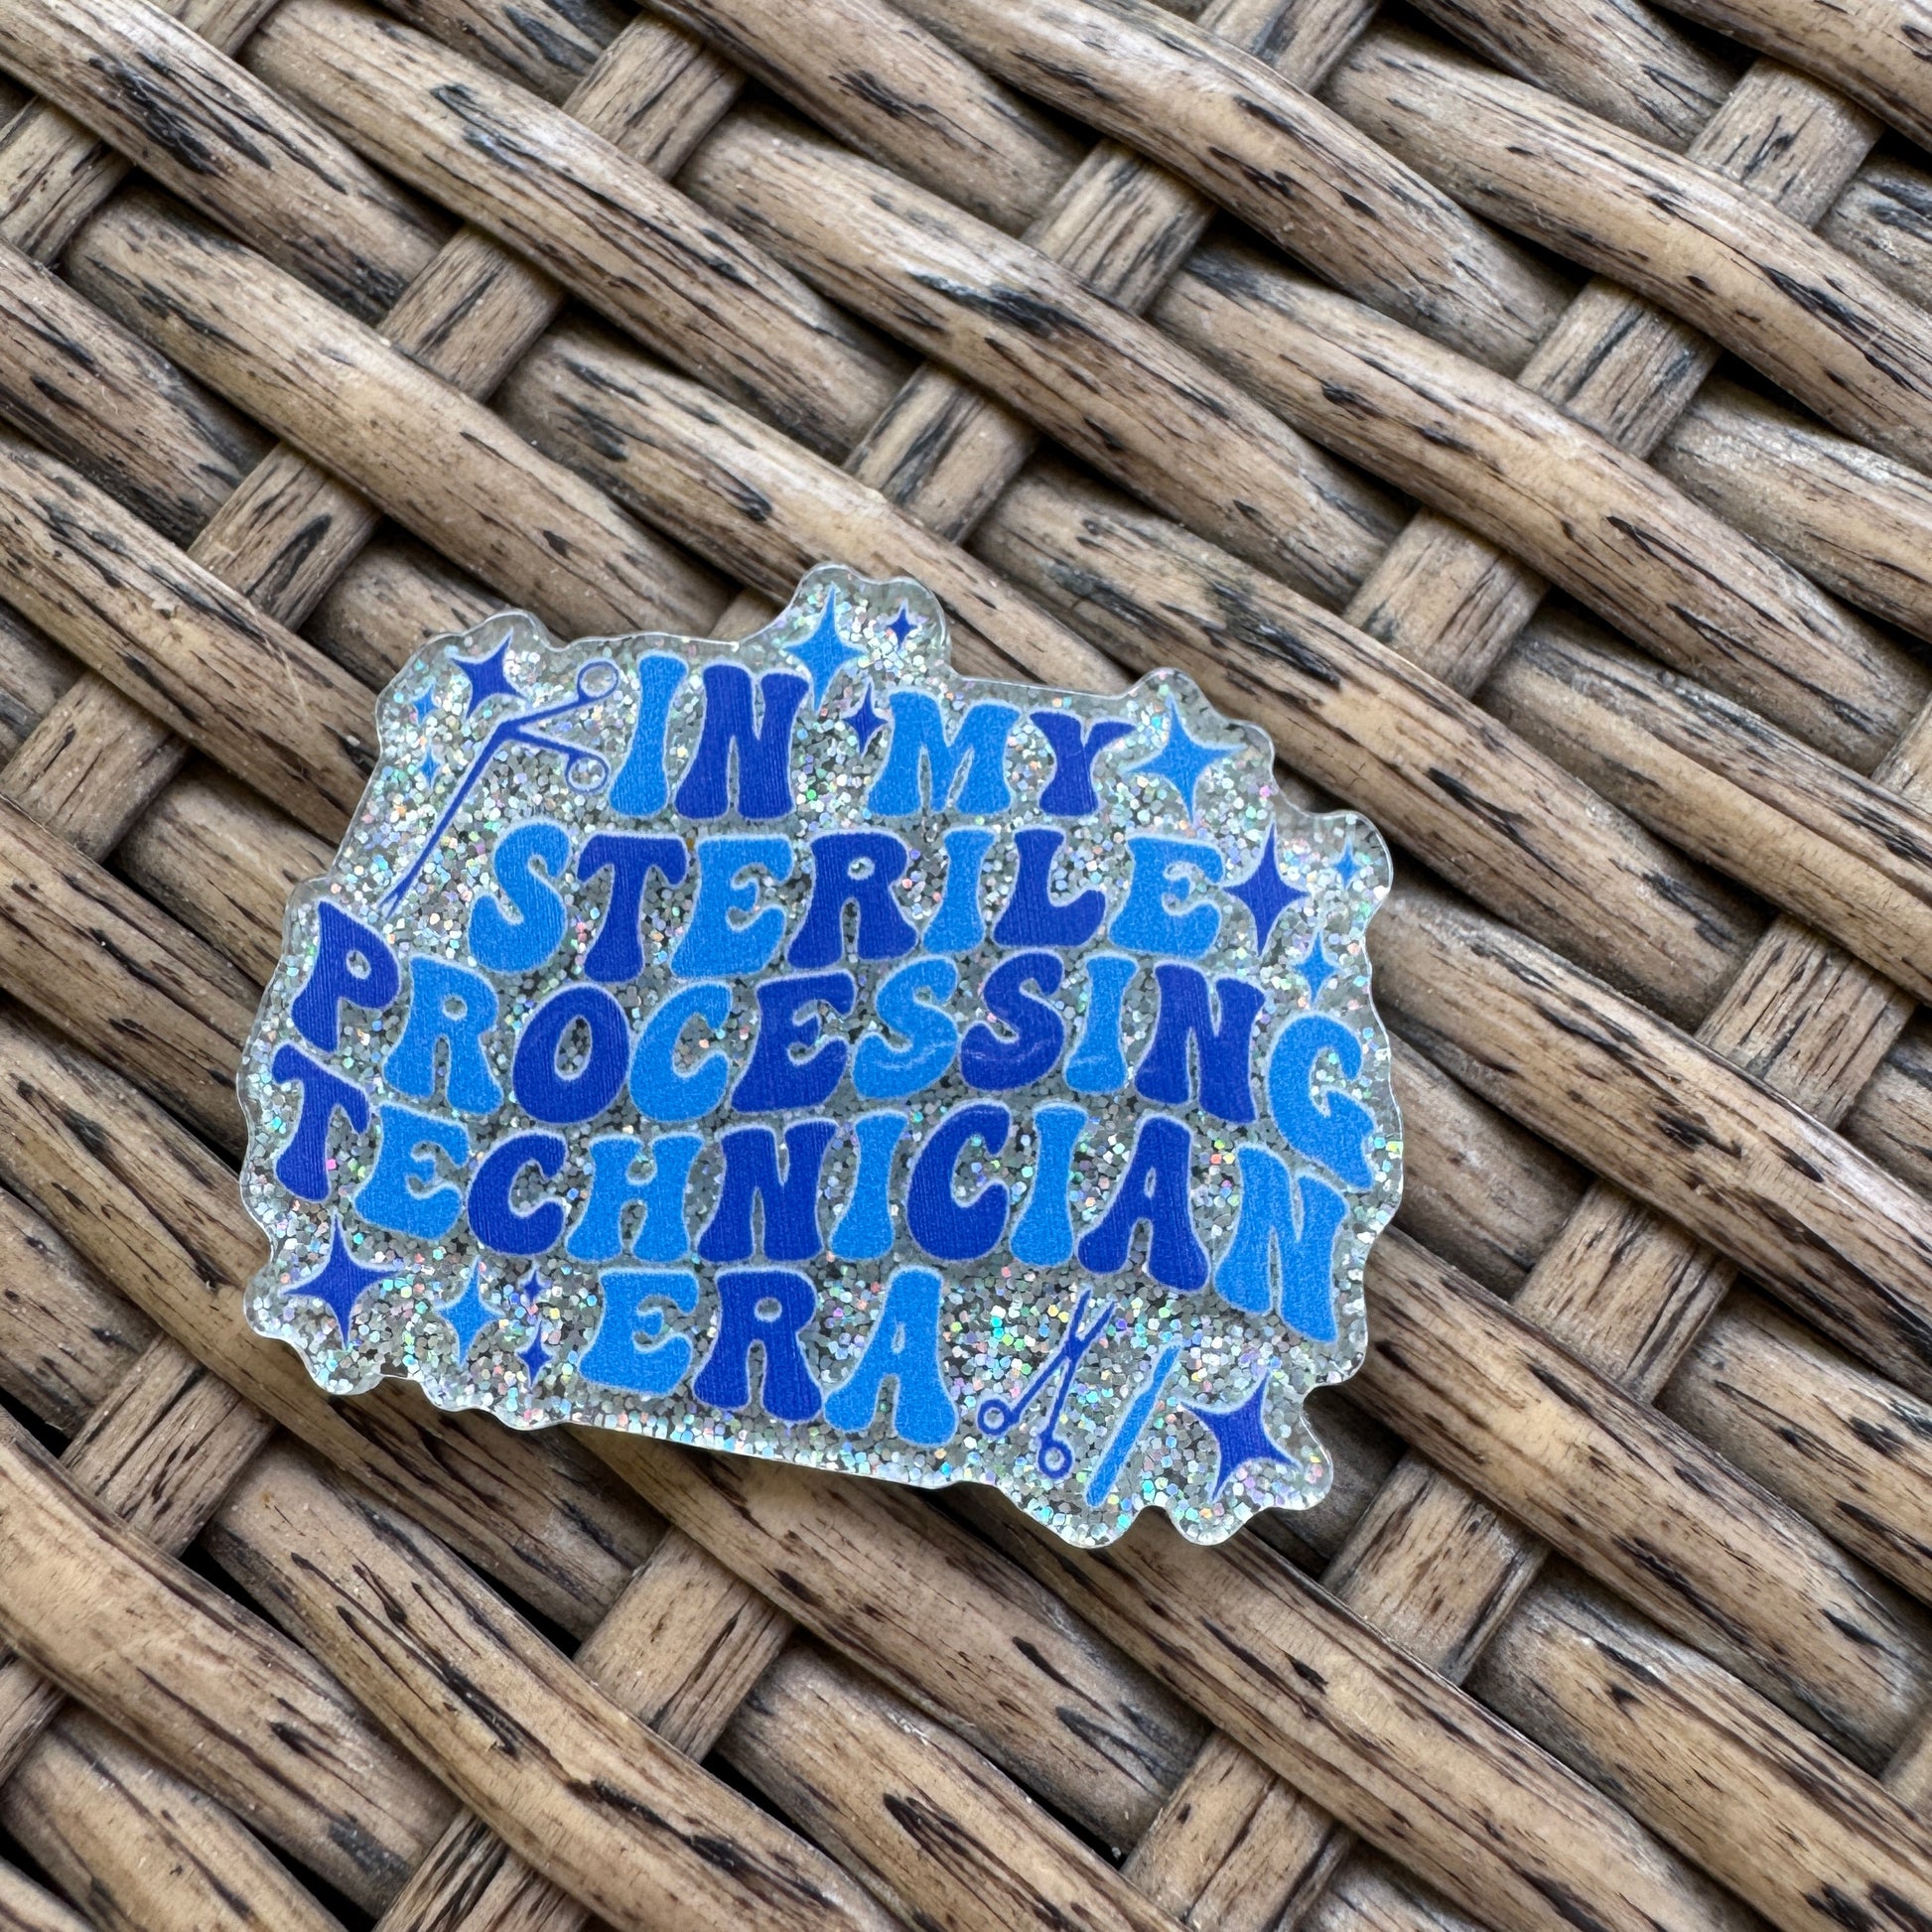 IN MY
STERILE
PROCESSING
TECHNICIAN
ERA